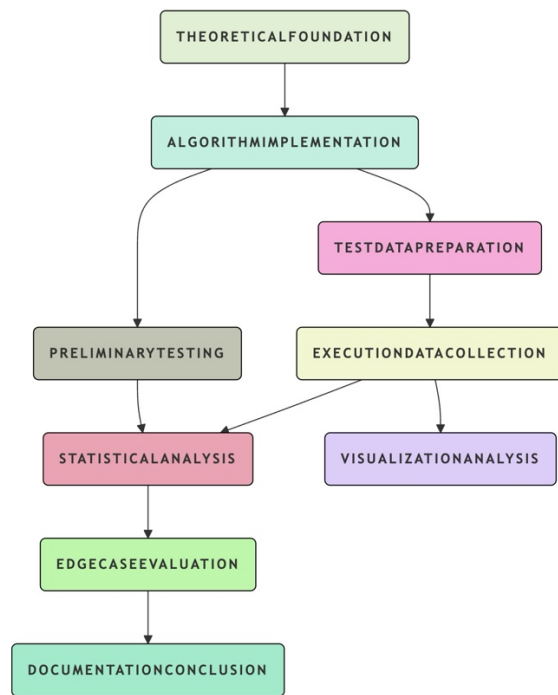 THEORETICALFOUNDATION
ALGORITHMIMPLEMENTATION
TESTDATAPREPARATION
PRELIMINARYTESTING
EXECUTIONDATACOLLECTION
STATISTICALANALYSIS
VISUALIZATIONANALYSIS
EDGECASEEVALUATION
DOCUMENTATIONCONCLUSION